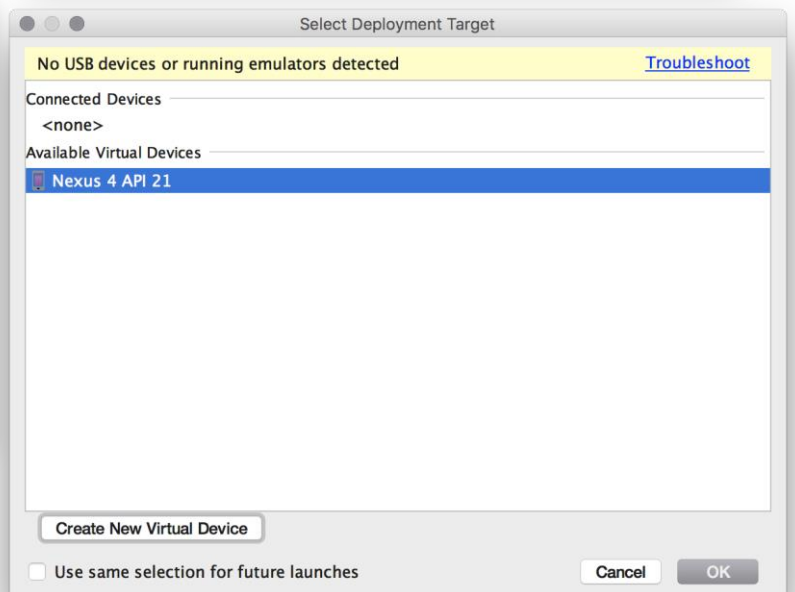 Select Deployment Target
No USB devices or running emulators detected Troubleshoot
Connected Devices
<none>
Available Virtual Devices
Nexus 4 API 21
Create New Virtual Device
Use same selection for future launches Cancel OK